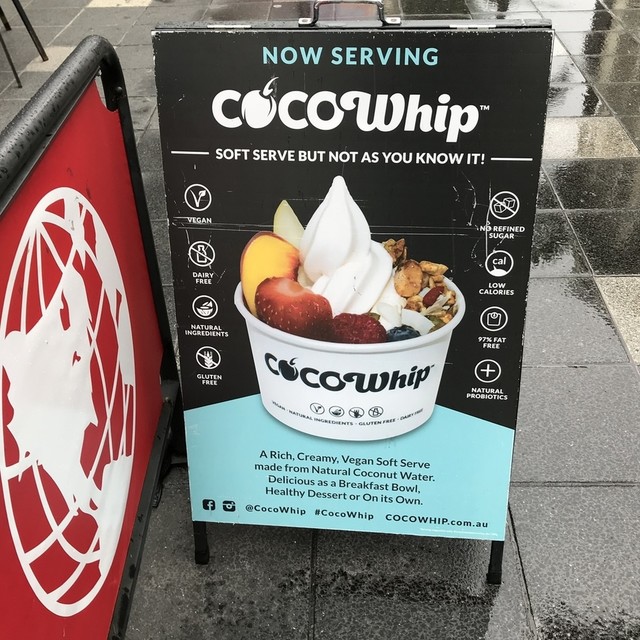 NOW SERVING
COCOWhip™
SOFT SERVE BUT NOT AS YOU KNOW IT!
VEGAN
DAIRY
FREE
NATURAL
INGREDIENTS
GLUTEN
FREE
NO REFINED
SUGAR
cal
LOW
CALORIES
97% FAT
FREE
NATURAL
PROBIOTICS
COCOWhip™
VEGAN · NATURAL INGREDIENTS · GLUTEN FREE · DAIRY FREE
A Rich, Creamy, Vegan Soft Serve
made from Natural Coconut Water.
Delicious as a Breakfast Bowl,
Healthy Dessert or On its Own.
@CocoWhip #CocoWhip COCOWHIP.com.au